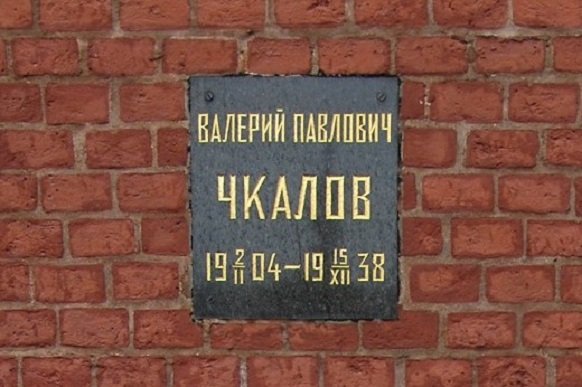 ВАЛЕРИЙ ПАВЛОВИЧ
ЧКАЛОВ
19 2/II 04–19 15/XII 38